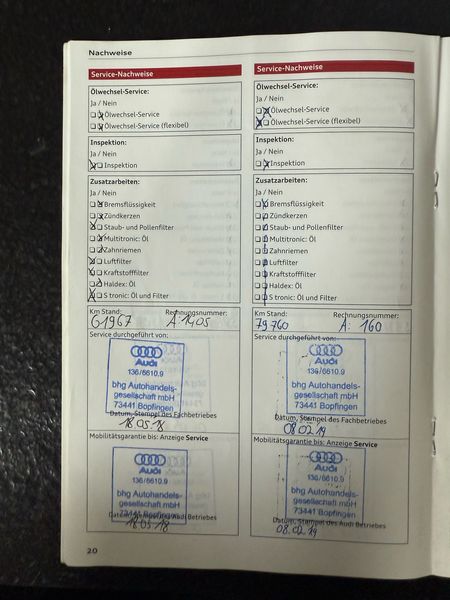 Nachweise
Service-Nachweise
Ölwechsel-Service:
Ja / Nein
Ölwechsel-Service
Ölwechsel-Service (flexibel)
Inspektion:
Ja / Nein
Inspektion
Zusatzarbeiten:
Ja / Nein
Bremsflüssigkeit
Zündkerzen
Staub- und Pollenfilter
Multitronic: Öl
Zahnriemen
Luftfilter
Kraftstofffilter
Haldex: Öl
S tronic: Öl und Filter
Km Stand: Rechnungsnummer:
61967 A:1405
Service durchgeführt von:
Audi
136/6610.9
bhg Autohandels-
gesellschaft mbH
73441 Bopfingen
Datum, Stempel des Fachbetriebes
18.05.18
Mobilitätsgarantie bis: Anzeige Service
Audi
136/6610.9
bhg Autohandels-
gesellschaft mbH
73441 Bopfingen
Datum, Stempel des Audi Betriebes
18.05.18
20
Service-Nachweise
Ölwechsel-Service:
Ja / Nein
Ölwechsel-Service
Ölwechsel-Service (flexibel)
Inspektion:
Ja / Nein
Inspektion
Zusatzarbeiten:
Ja / Nein
Bremsflüssigkeit
Zündkerzen
Staub- und Pollenfilter
Multitronic: Öl
Zahnriemen
Luftfilter
Kraftstofffilter
Haldex: Öl
S tronic: Öl und Filter
Km Stand: Rechnungsnummer:
79760 A: 160
Service durchgeführt von:
Audi
136/6610.9
bhg Autohandels-
gesellschaft mbH
73441 Bopfingen
Datum, Stempel des Fachbetriebes
08.02.19
Mobilitätsgarantie bis: Anzeige Service
Audi
136/6610.9
bhg Autohandels-
gesellschaft mbH
73441 Bopfingen
Datum, Stempel des Audi Betriebes
08.02.19